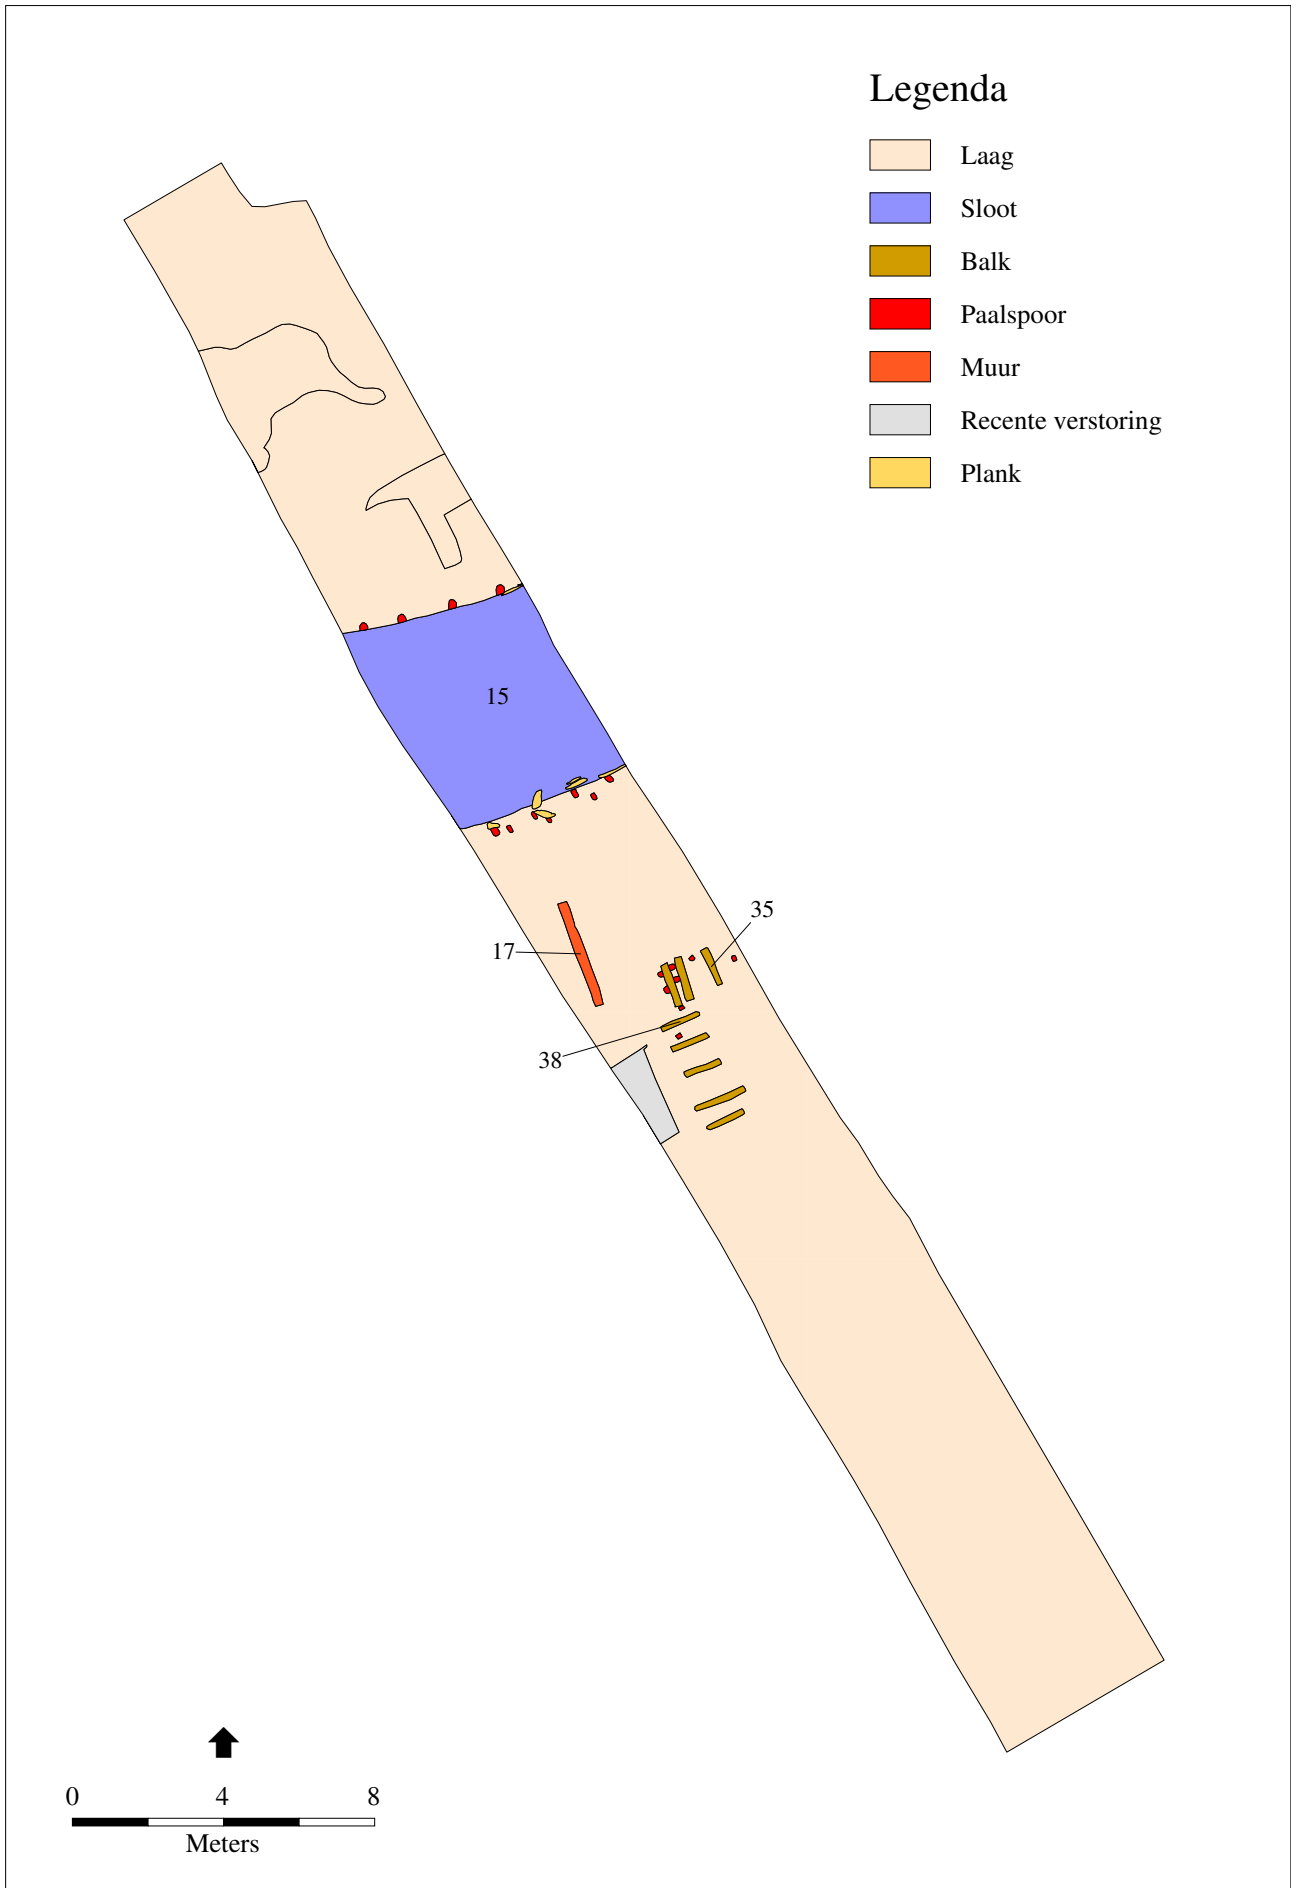 Legenda
Laag
Sloot
Balk
Paalspoor
Muur
Recente verstoring
Plank
15
35
17
38
0 4 8
Meters